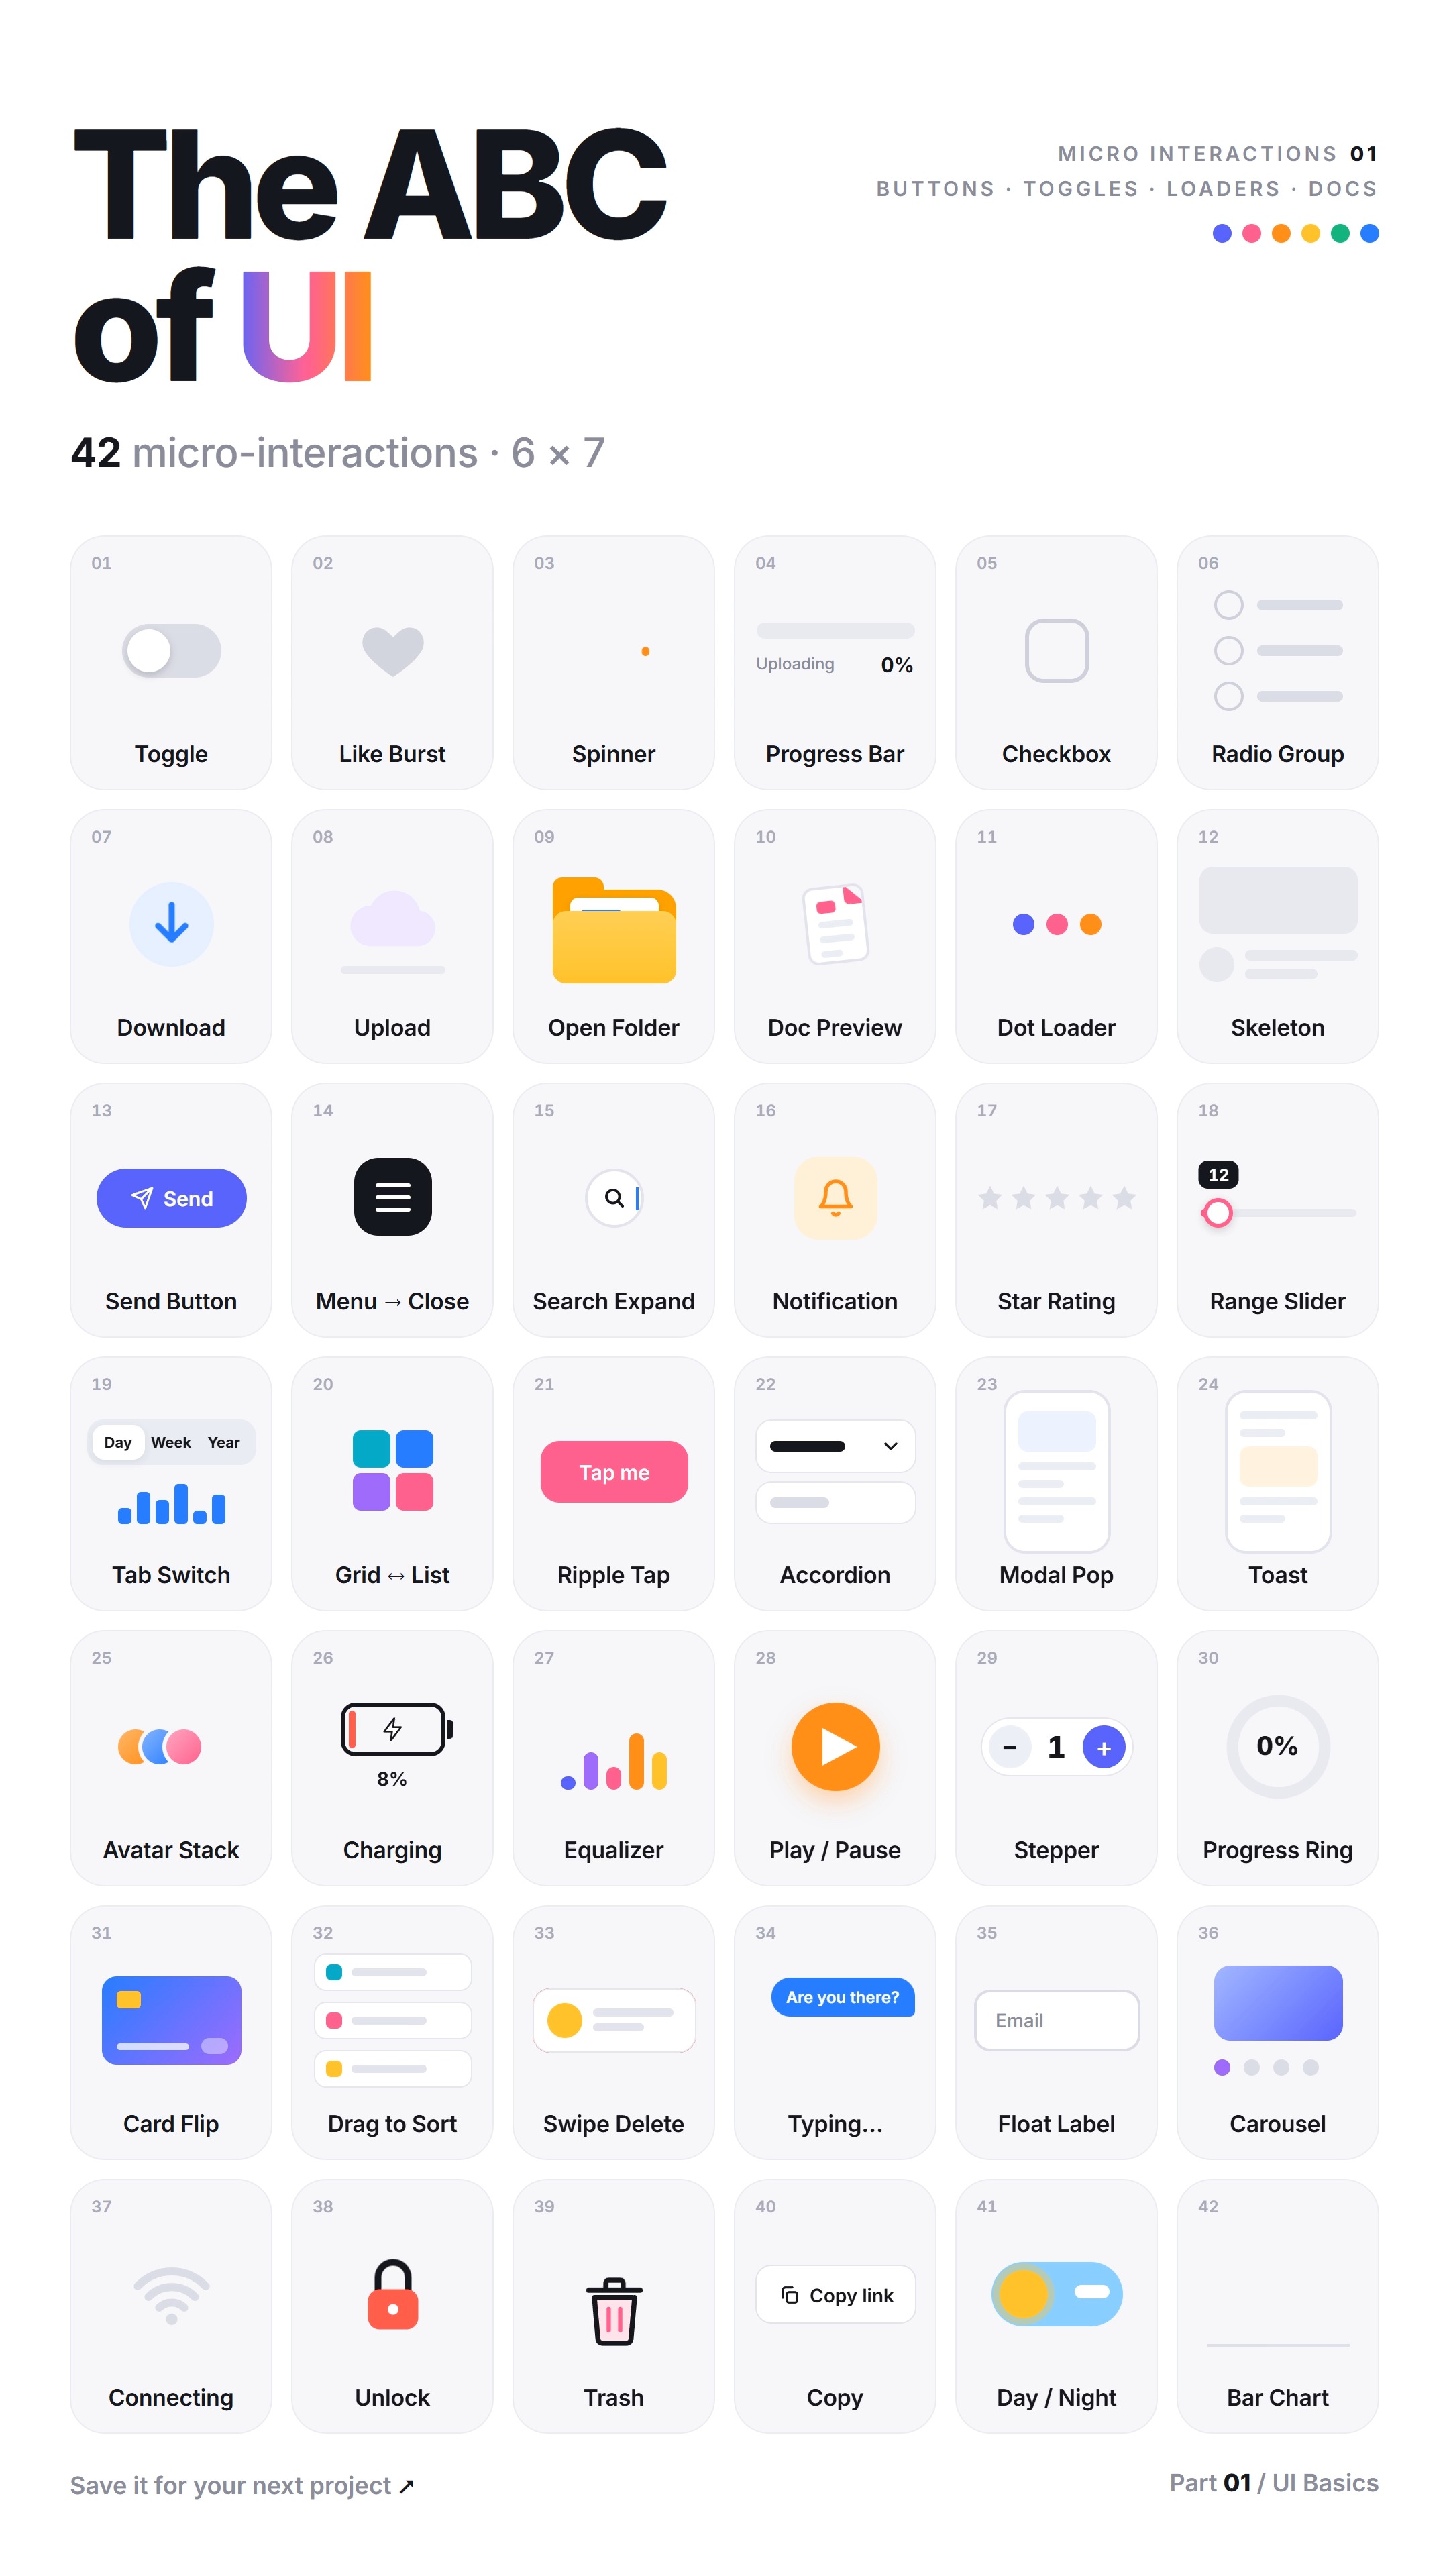 The ABC
of UI
MICRO INTERACTIONS 01
BUTTONS · TOGGLES · LOADERS · DOCS
42 micro-interactions · 6 × 7
01
Toggle
02
Like Burst
03
Spinner
04
Uploading 0%
Progress Bar
05
Checkbox
06
Radio Group
07
Download
08
Upload
09
Open Folder
10
Doc Preview
11
Dot Loader
12
Skeleton
13
Send
Send Button
14
Menu → Close
15
Search Expand
16
Notification
17
Star Rating
18
12
Range Slider
19
Day Week Year
Tab Switch
20
Grid ↔ List
21
Tap me
Ripple Tap
22
Accordion
23
Modal Pop
24
Toast
25
Avatar Stack
26
8%
Charging
27
Equalizer
28
Play / Pause
29
− 1 +
Stepper
30
0%
Progress Ring
31
Card Flip
32
Drag to Sort
33
Swipe Delete
34
Are you there?
Typing...
35
Email
Float Label
36
Carousel
37
Connecting
38
Unlock
39
Trash
40
Copy link
Copy
41
Day / Night
42
Bar Chart
Save it for your next project ↗
Part 01 / UI Basics